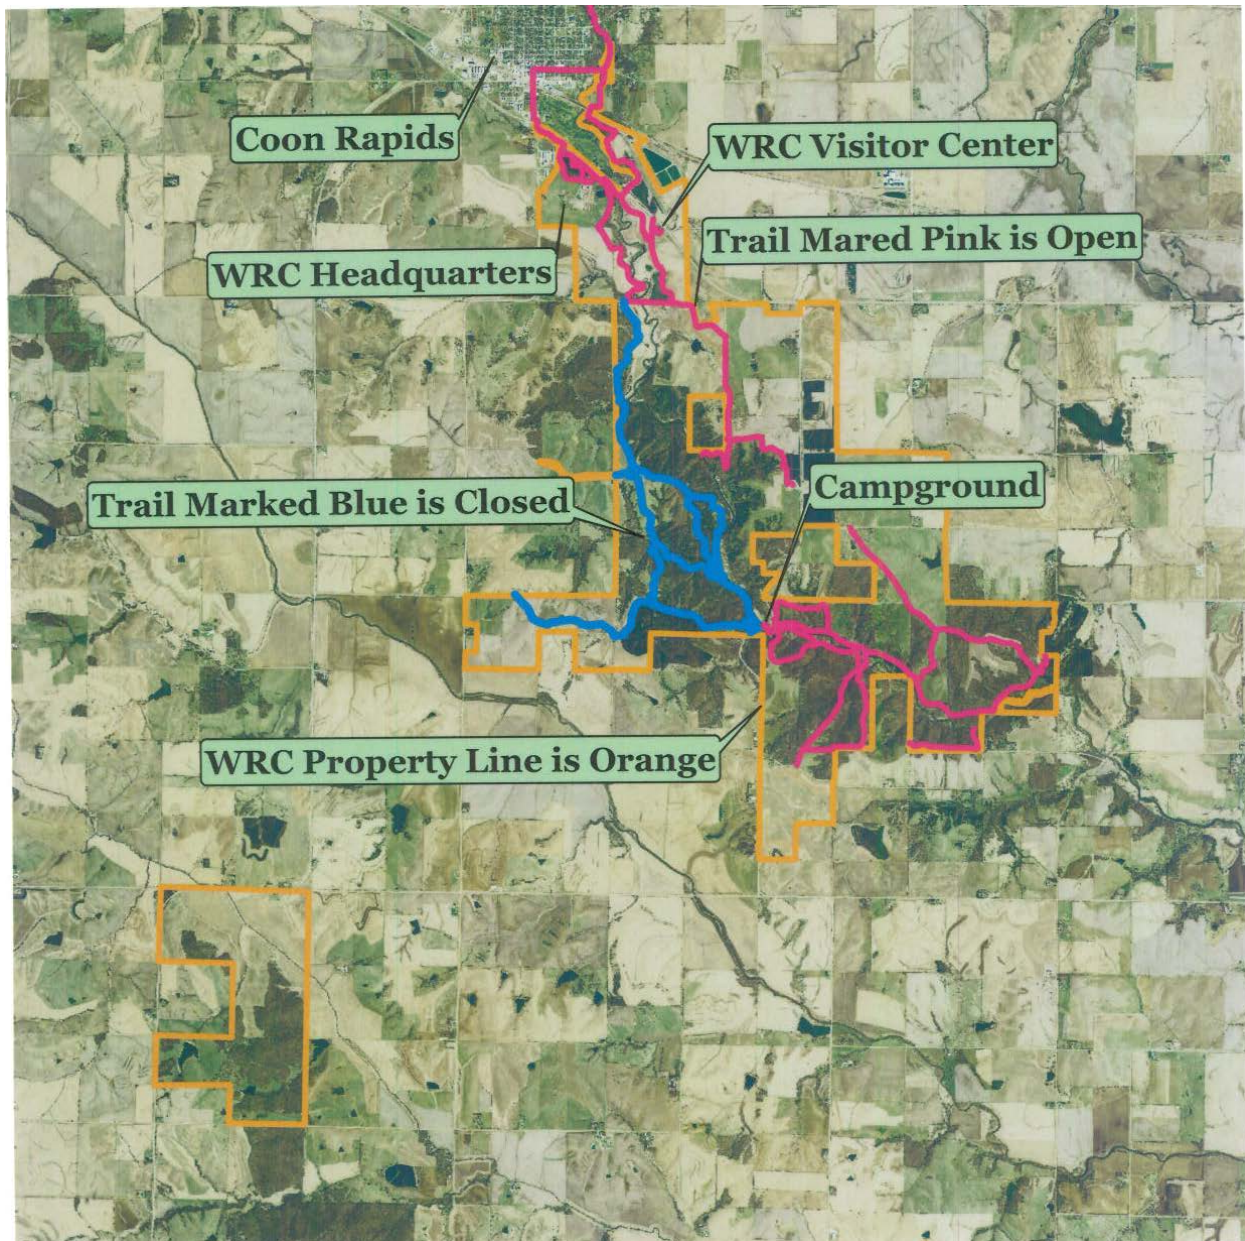 Coon Rapids
WRC Visitor Center
Trail Mared Pink is Open
WRC Headquarters
Trail Marked Blue is Closed
Campground
WRC Property Line is Orange